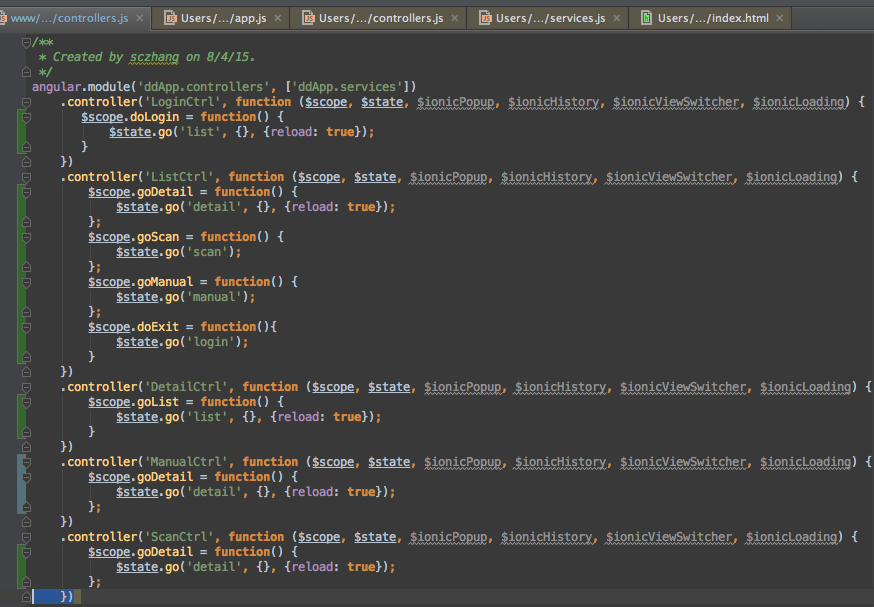 www/.../controllers.js Users/.../app.js Users/.../controllers.js Users/.../services.js Users/.../index.html
/**
 * Created by sczhang on 8/4/15.
 */
angular.module('ddApp.controllers', ['ddApp.services'])
    .controller('LoginCtrl', function ($scope, $state, $ionicPopup, $ionicHistory, $ionicViewSwitcher, $ionicLoading) {
        $scope.doLogin = function() {
            $state.go('list', {}, {reload: true});
        }
    })
    .controller('ListCtrl', function ($scope, $state, $ionicPopup, $ionicHistory, $ionicViewSwitcher, $ionicLoading) {
        $scope.goDetail = function() {
            $state.go('detail', {}, {reload: true});
        };
        $scope.goScan = function() {
            $state.go('scan');
        };
        $scope.goManual = function() {
            $state.go('manual');
        };
        $scope.doExit = function(){
            $state.go('login');
        }
    })
    .controller('DetailCtrl', function ($scope, $state, $ionicPopup, $ionicHistory, $ionicViewSwitcher, $ionicLoading) {
        $scope.goList = function() {
            $state.go('list', {}, {reload: true});
        }
    })
    .controller('ManualCtrl', function ($scope, $state, $ionicPopup, $ionicHistory, $ionicViewSwitcher, $ionicLoading) {
        $scope.goDetail = function() {
            $state.go('detail', {}, {reload: true});
        };
    })
    .controller('ScanCtrl', function ($scope, $state, $ionicPopup, $ionicHistory, $ionicViewSwitcher, $ionicLoading) {
        $scope.goDetail = function() {
            $state.go('detail', {}, {reload: true});
        };
    })